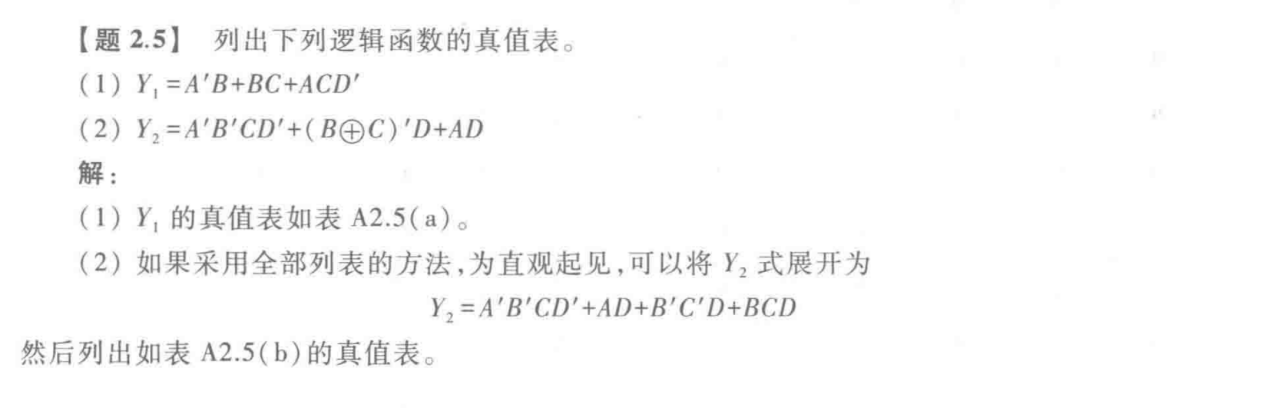 【题 2.5】 列出下列逻辑函数的真值表。
(1) Y₁=A′B+BC+ACD′
(2) Y₂=A′B′CD′+(B⊕C)′D+AD
解:
(1) Y₁ 的真值表如表 A2.5(a)。
(2) 如果采用全部列表的方法,为直观起见,可以将 Y₂ 式展开为
Y₂=A′B′CD′+AD+B′C′D+BCD
然后列出如表 A2.5(b)的真值表。